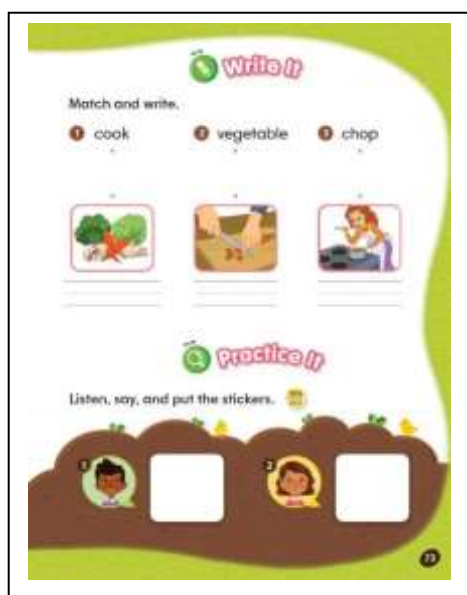 Write It
Match and write.
1 cook 2 vegetable 3 chop
Practice It
Listen, say, and put the stickers.
1 2
73